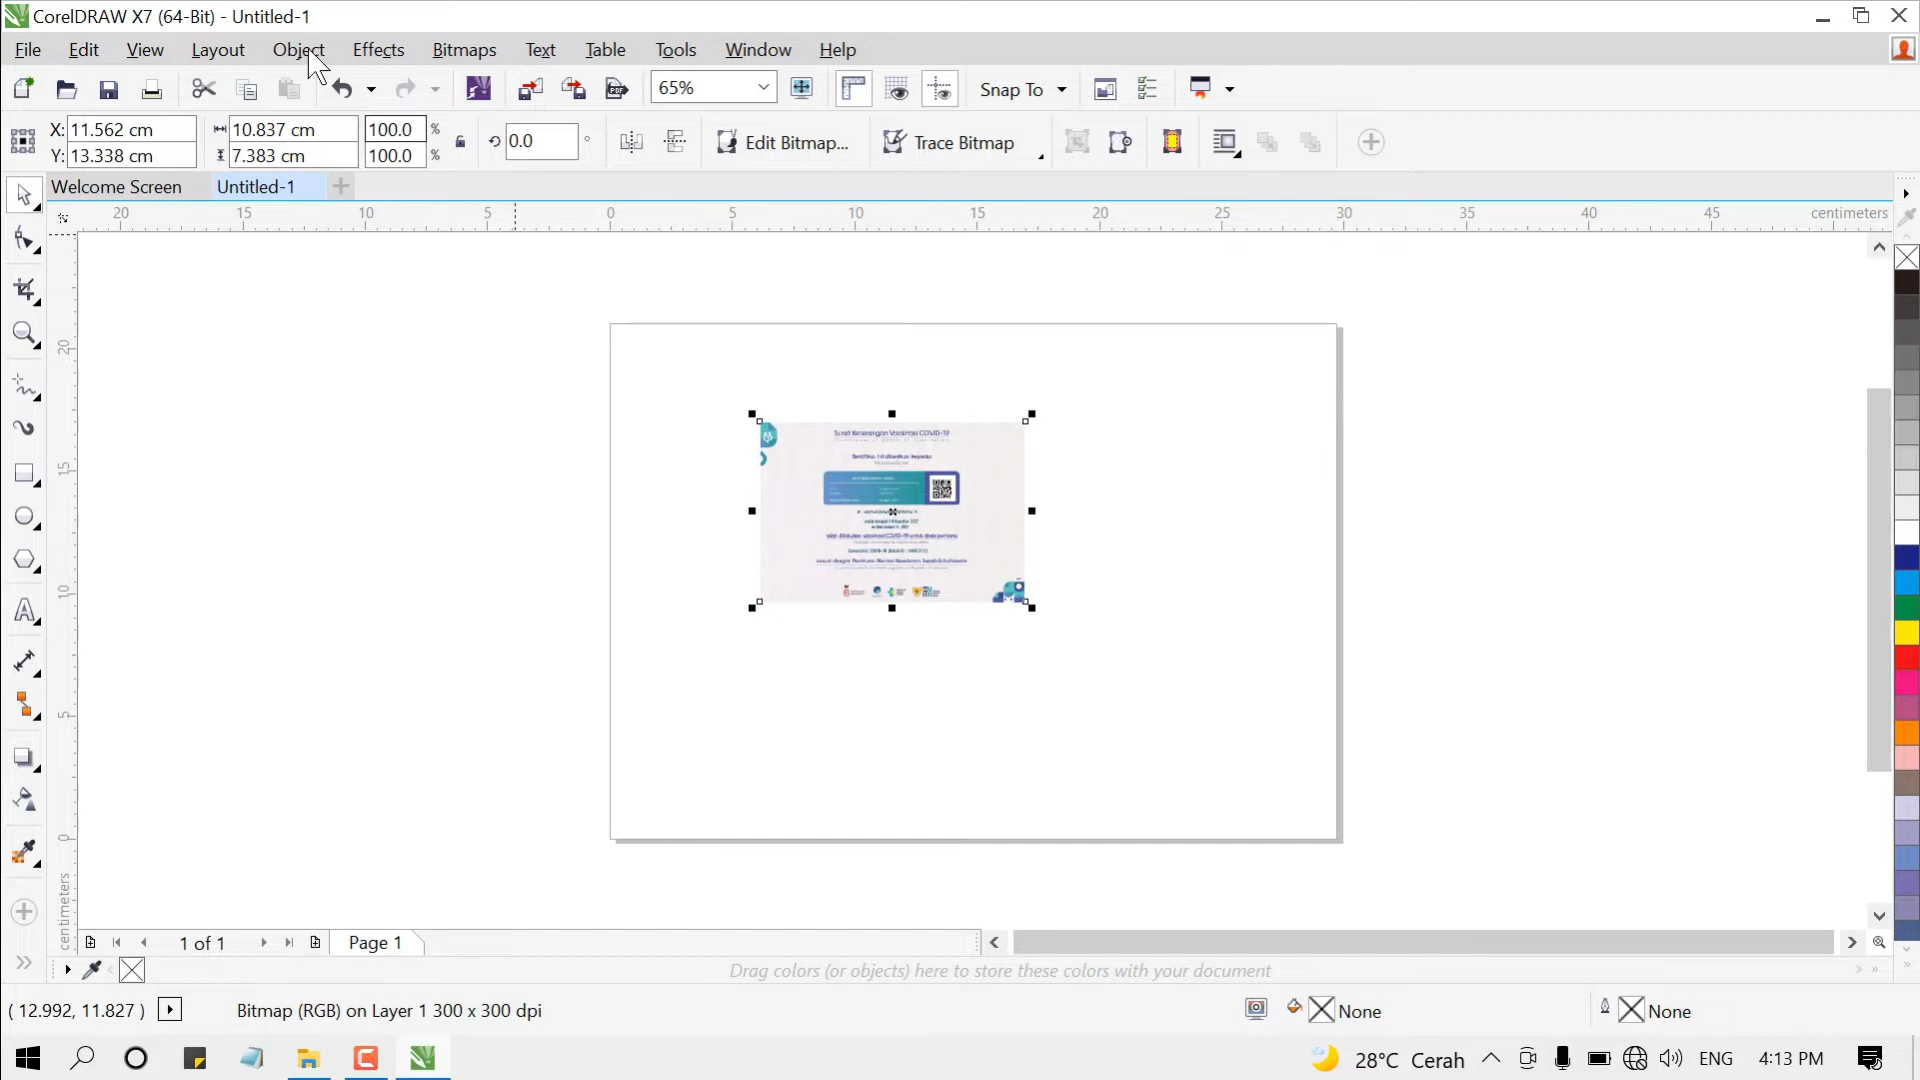 CorelDRAW X7 (64-Bit) - Untitled-1
File Edit View Layout Object Effects Bitmaps Text Table Tools Window Help
65% Snap To
X: 11.562 cm 10.837 cm 100.0 % 0.0 ° Edit Bitmap... Trace Bitmap
Y: 13.338 cm 7.383 cm 100.0 %
Welcome Screen Untitled-1
20 15 10 5 0 5 10 15 20 25 30 35 40 45 centimeters
20
15
10
5
0
centimeters
Surat Keterangan Vaksinasi COVID-19
1 of 1 Page 1
Drag colors (or objects) here to store these colors with your document
( 12.992, 11.827 ) Bitmap (RGB) on Layer 1 300 x 300 dpi None None
28°C Cerah ENG 4:13 PM